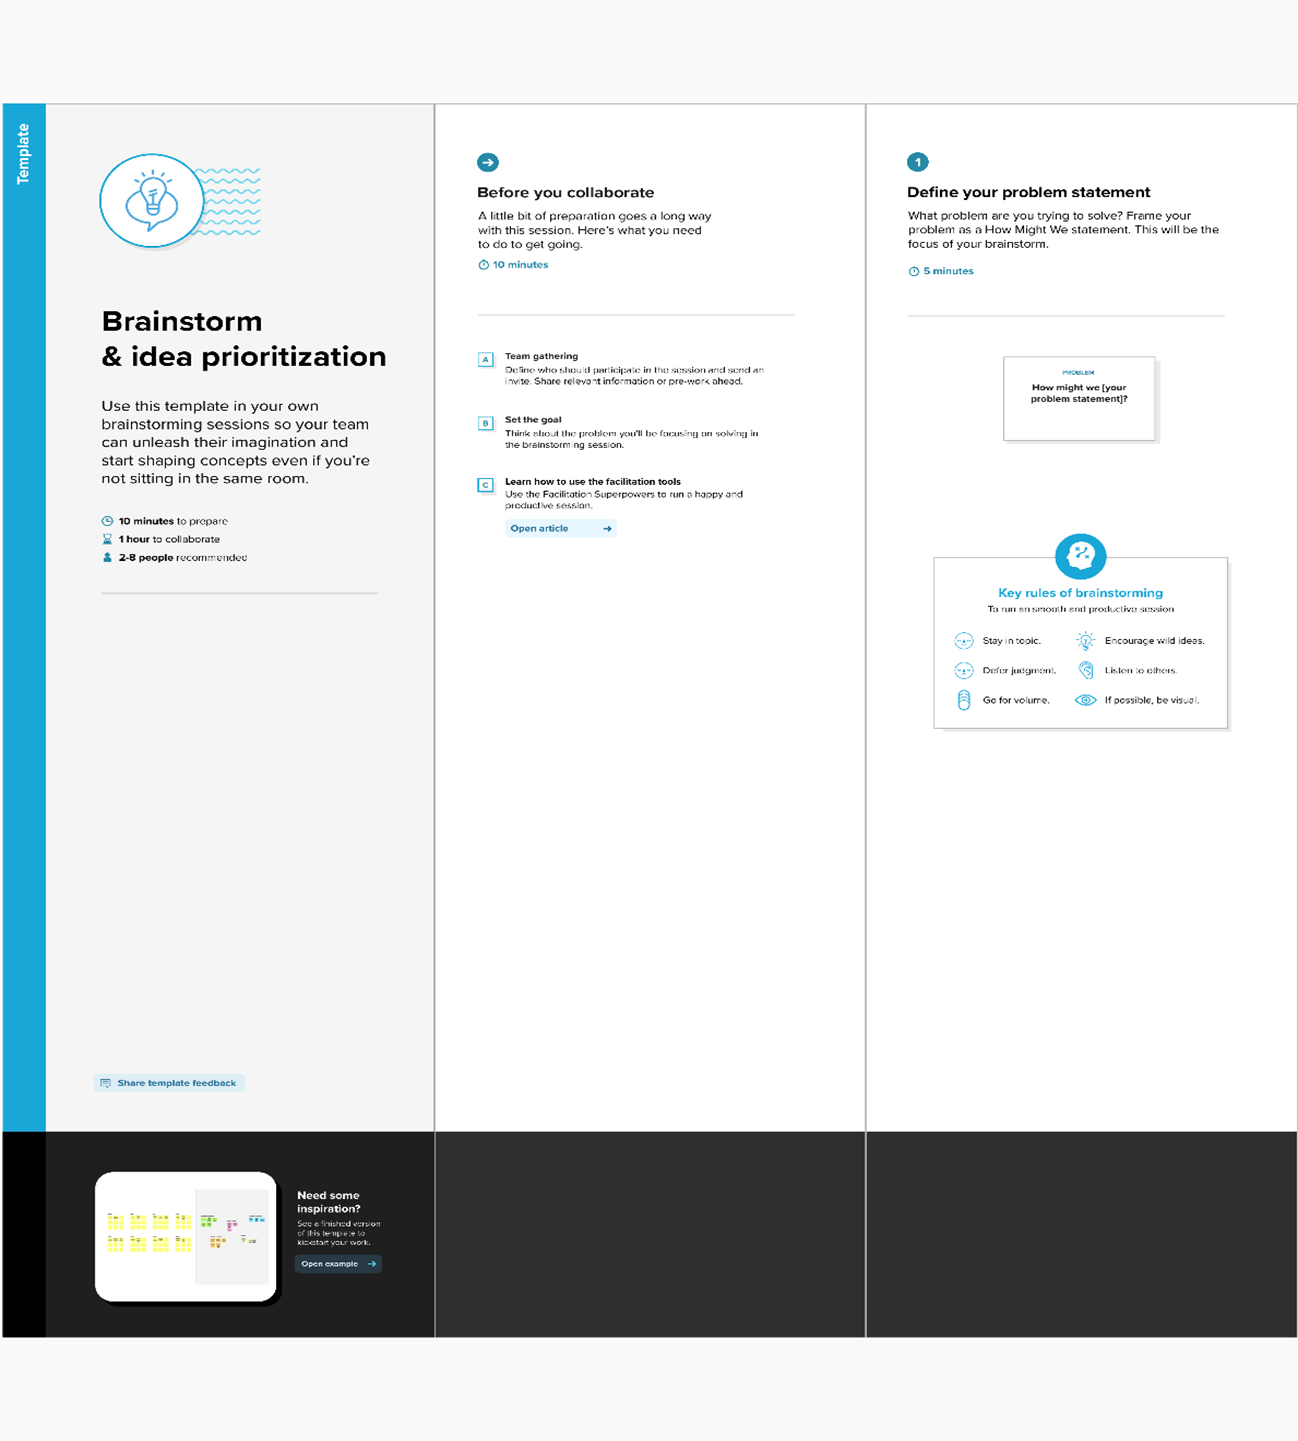 Template
Brainstorm
& idea prioritization
Use this template in your own
brainstorming sessions so your team
can unleash their imagination and
start shaping concepts even if you're
not sitting in the same room.
10 minutes to prepare
1 hour to collaborate
2-8 people recommended
Share template feedback
Need some
inspiration?
See a finished version
of this template to
kickstart your work.
Open example
Before you collaborate
A little bit of preparation goes a long way
with this session. Here's what you need
to do to get going.
10 minutes
A
Team gathering
Define who should participate in the session and send an
invite. Share relevant information or pre-work ahead.
B
Set the goal
Think about the problem you'll be focusing on solving in
the brainstorming session.
C
Learn how to use the facilitation tools
Use the Facilitation Superpowers to run a happy and
productive session.
Open article
1
Define your problem statement
What problem are you trying to solve? Frame your
problem as a How Might We statement. This will be the
focus of your brainstorm.
5 minutes
PROBLEM
How might we [your
problem statement]?
Key rules of brainstorming
To run an smooth and productive session
Stay in topic.
Encourage wild ideas.
Defer judgment.
Listen to others.
Go for volume.
If possible, be visual.